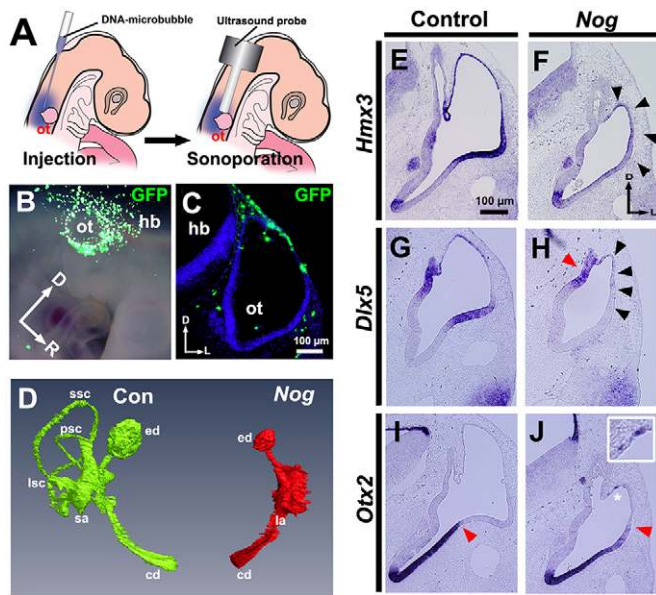 A
DNA-microbubble
Ultrasound probe
ot
ot
Injection
Sonoporation
B
GFP
ot
hb
D
R
C
GFP
hb
ot
D
L
100 µm
D
Con
Nog
ssc
psc
ed
lsc
sa
cd
ed
la
cd
Control
Nog
Hmx3
E
100 µm
F
D
L
Dlx5
G
H
Otx2
I
J
*